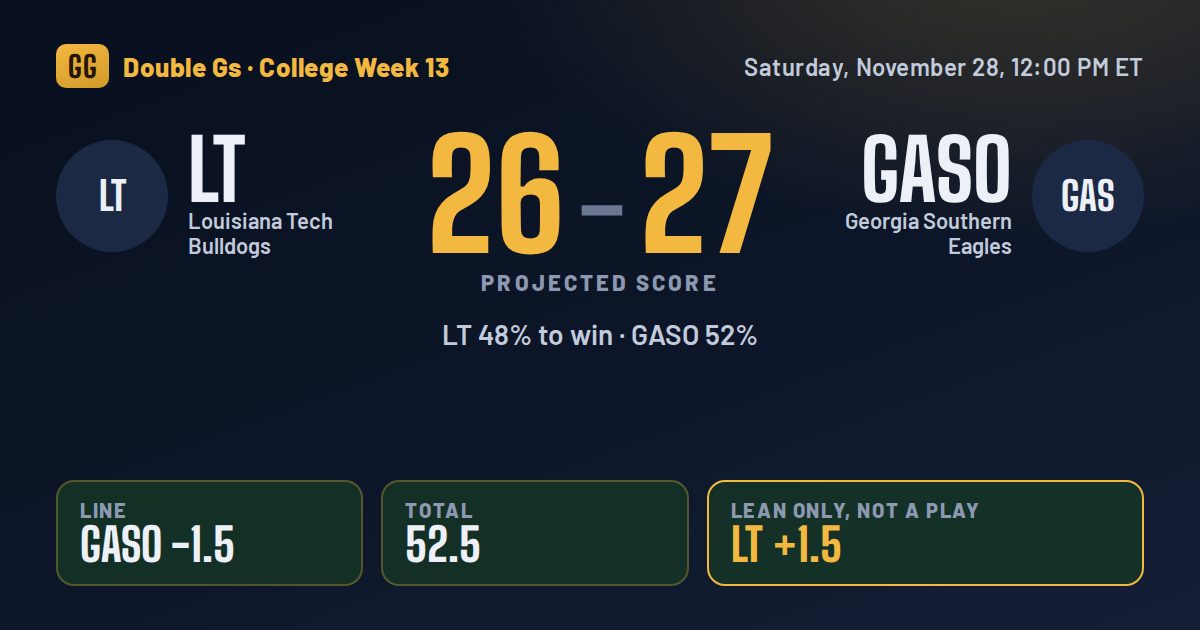 GG
Double Gs · College Week 13
Saturday, November 28, 12:00 PM ET
LT
LT
Louisiana Tech
Bulldogs
26 – 27
PROJECTED SCORE
LT 48% to win · GASO 52%
GASO
Georgia Southern
Eagles
GAS
LINE
GASO −1.5
TOTAL
52.5
LEAN ONLY, NOT A PLAY
LT +1.5